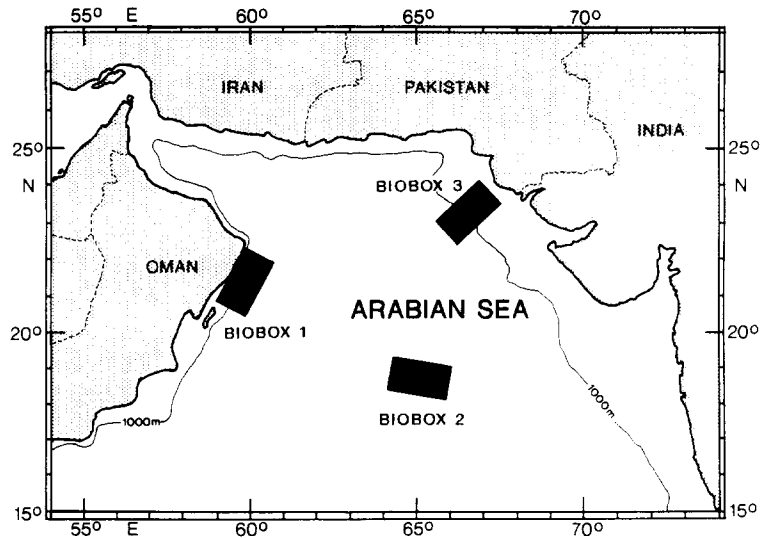 55° E 60° 65° 70°
IRAN
PAKISTAN
INDIA
25° 25°
N N
BIOBOX 3
OMAN
ARABIAN SEA
20° 20°
BIOBOX 1
1000m
BIOBOX 2
1000m
15° 15°
55° E 60° 65° 70°